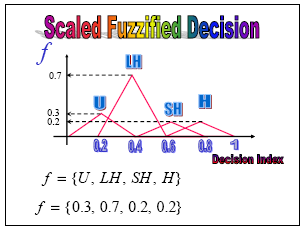 Scaled Fuzzified Decision
f
LH
0.7
U
SH
H
0.3
0.2
0.2 0.4 0.6 0.8 1
Decision Index
f = {U, LH, SH, H}
f = {0.3, 0.7, 0.2, 0.2}